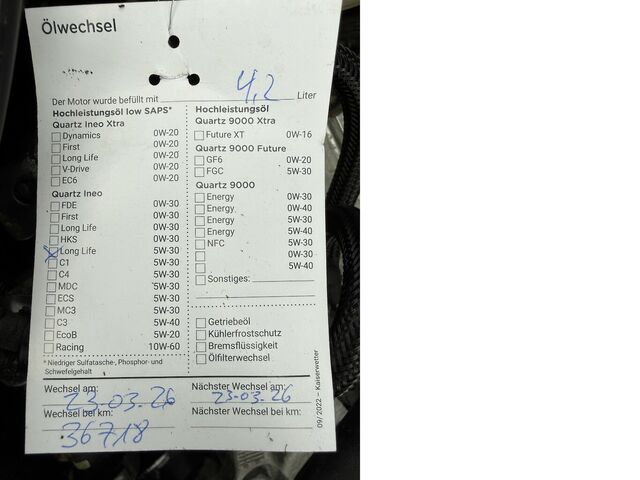 Ölwechsel
Der Motor wurde befüllt mit 4,2 Liter
Hochleistungsöl low SAPS*
Quartz Ineo Xtra
Dynamics 0W-20
First 0W-20
Long Life 0W-20
V-Drive 0W-20
EC6 0W-20
Quartz Ineo
FDE 0W-30
First 0W-30
Long Life 0W-30
HKS 0W-30
Long Life 5W-30
C1 5W-30
C4 5W-30
MDC 5W-30
ECS 5W-30
MC3 5W-30
C3 5W-40
EcoB 5W-20
Racing 10W-60
* Niedriger Sulfatasche-, Phosphor- und
Schwefelgehalt
Hochleistungsöl
Quartz 9000 Xtra
Future XT 0W-16
Quartz 9000 Future
GF6 0W-20
FGC 5W-30
Quartz 9000
Energy 0W-30
Energy 0W-40
Energy 5W-40
Energy 5W-40
NFC 5W-30
0W-30
5W-40
Sonstiges:
Getriebeöl
Kühlerfrostschutz
Bremsflüssigkeit
Ölfilterwechsel
Wechsel am: 23.03.26
Nächster Wechsel am: 23-03.26
Wechsel bei km: 36718
Nächster Wechsel bei km:
09/2022 – Kaiserwetter